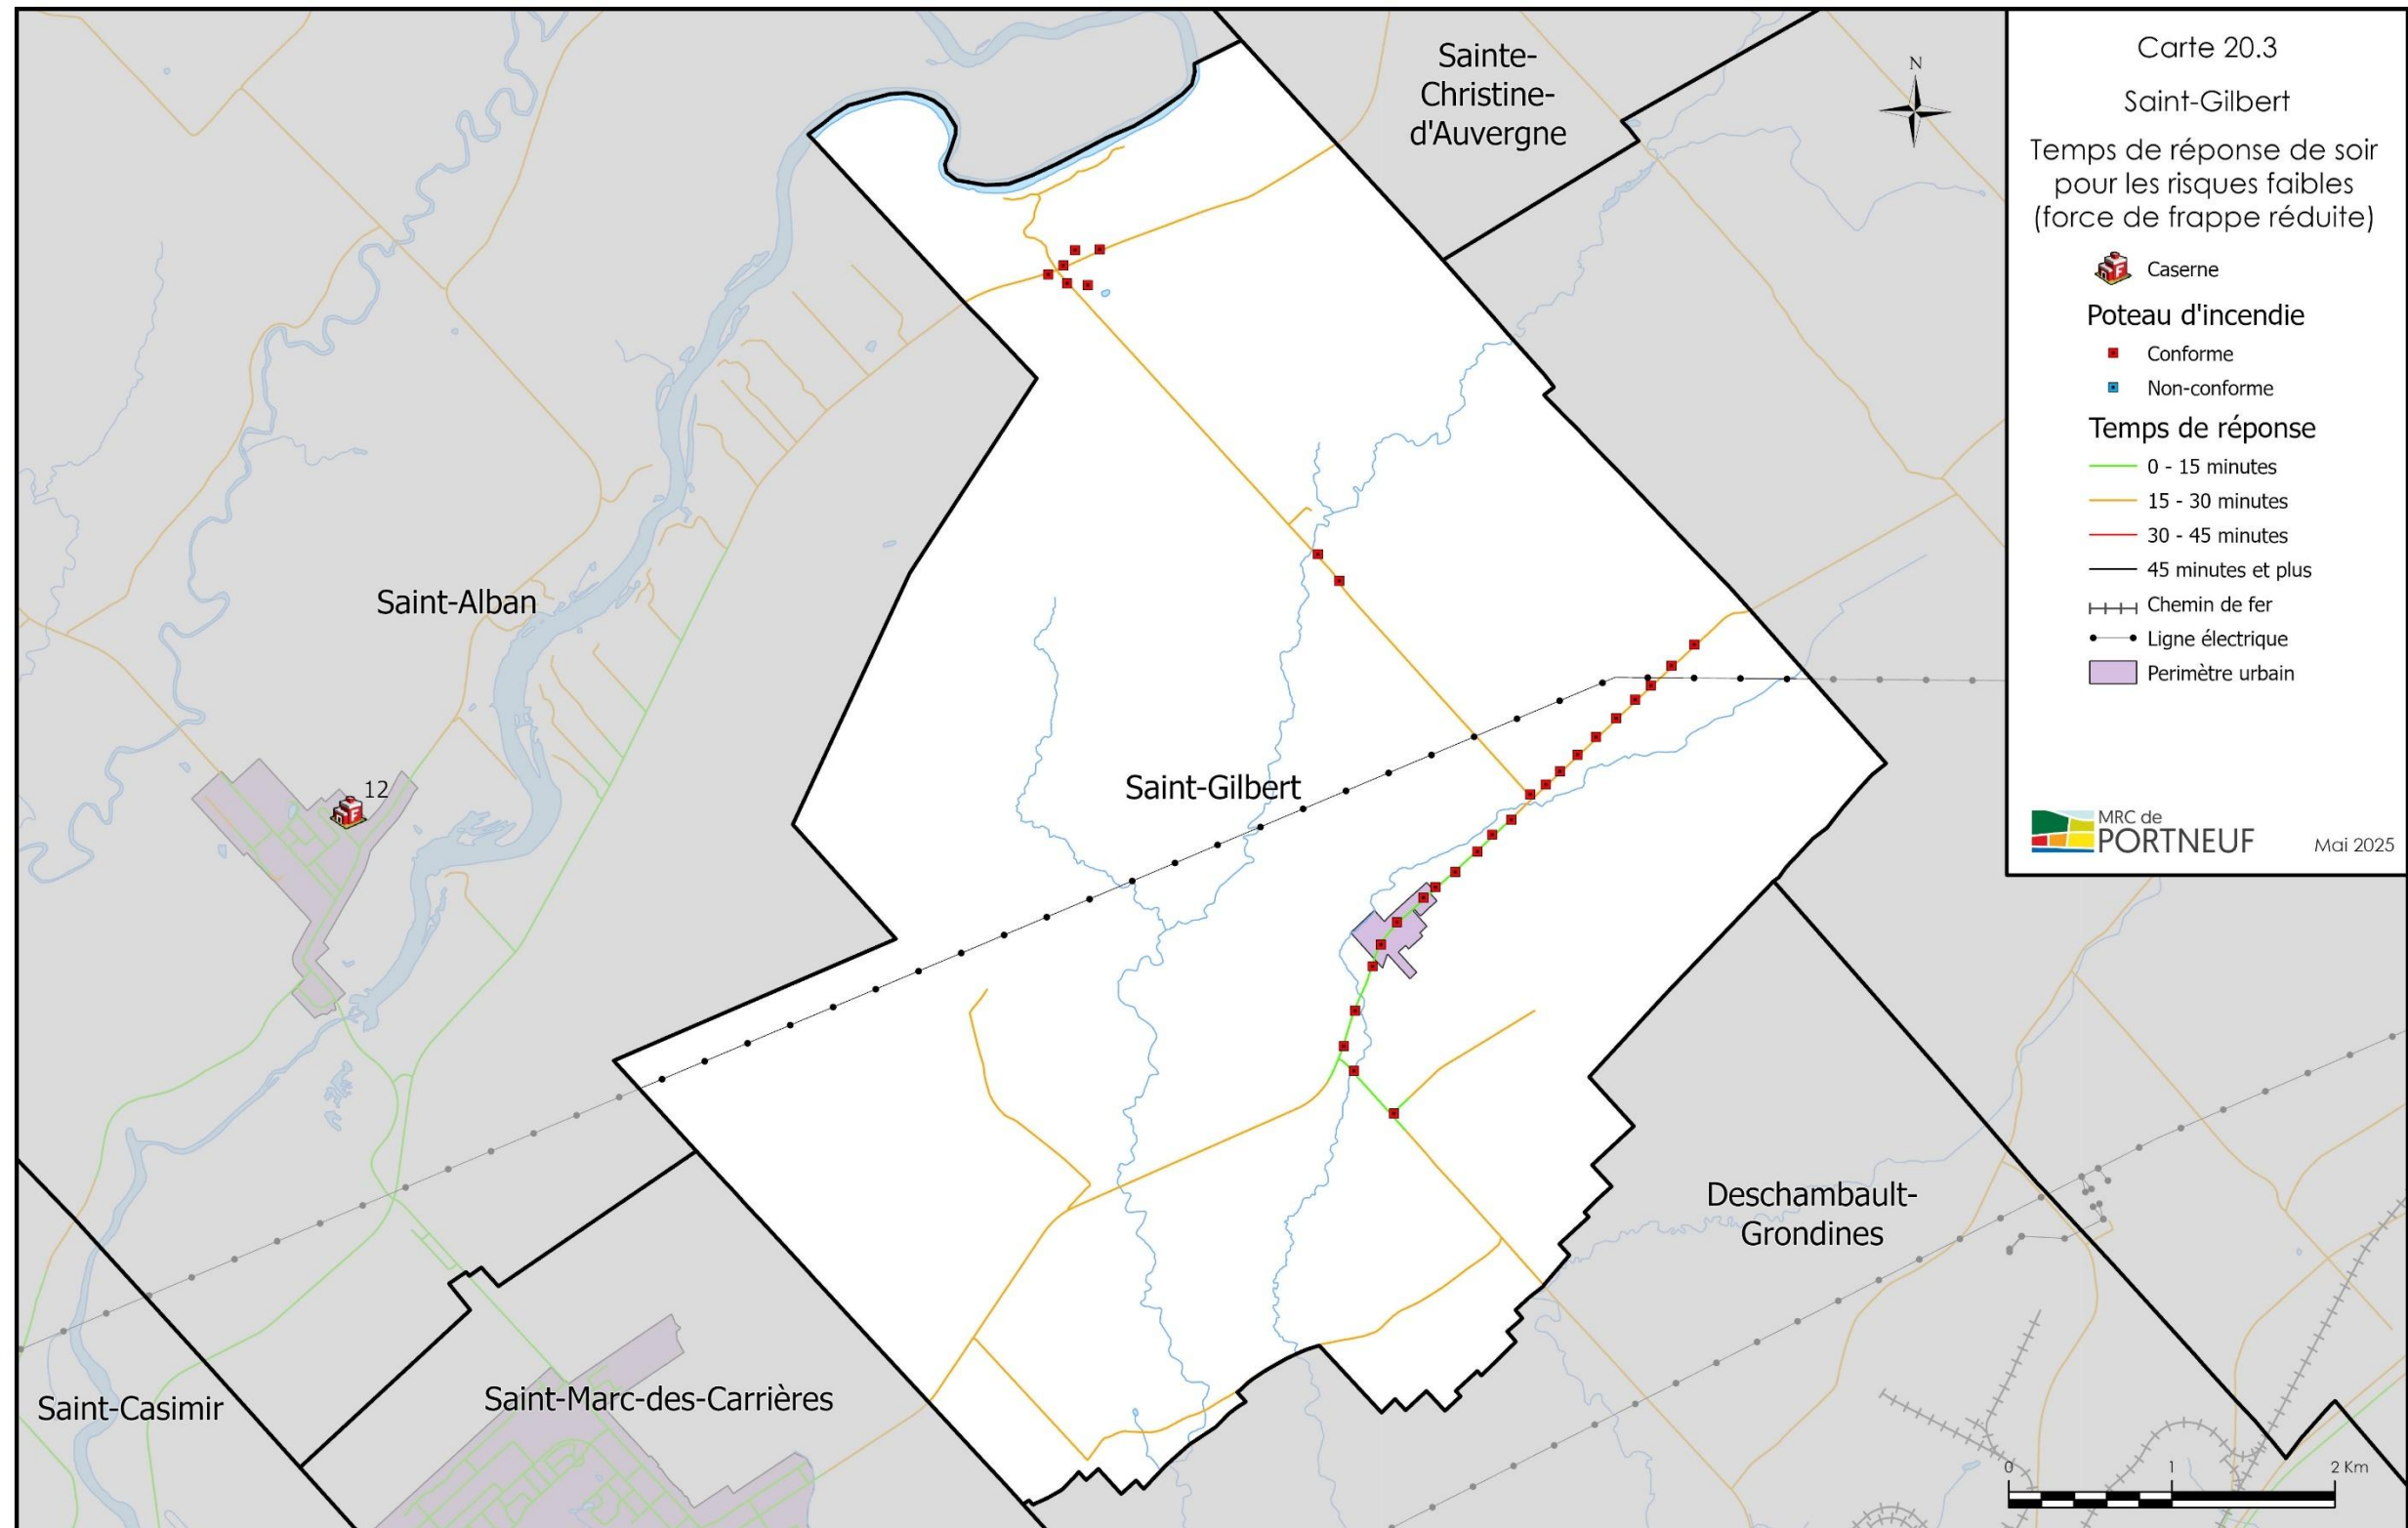 Carte 20.3
Saint-Gilbert
Temps de réponse de soir
pour les risques faibles
(force de frappe réduite)
Caserne
Poteau d'incendie
Conforme
Non-conforme
Temps de réponse
0 - 15 minutes
15 - 30 minutes
30 - 45 minutes
45 minutes et plus
Chemin de fer
Ligne électrique
Perimètre urbain
MRC de
PORTNEUF
Mai 2025
N
Sainte-
Christine-
d'Auvergne
Saint-Alban
12
Saint-Gilbert
Deschambault-
Grondines
Saint-Marc-des-Carrières
Saint-Casimir
0 1 2 Km